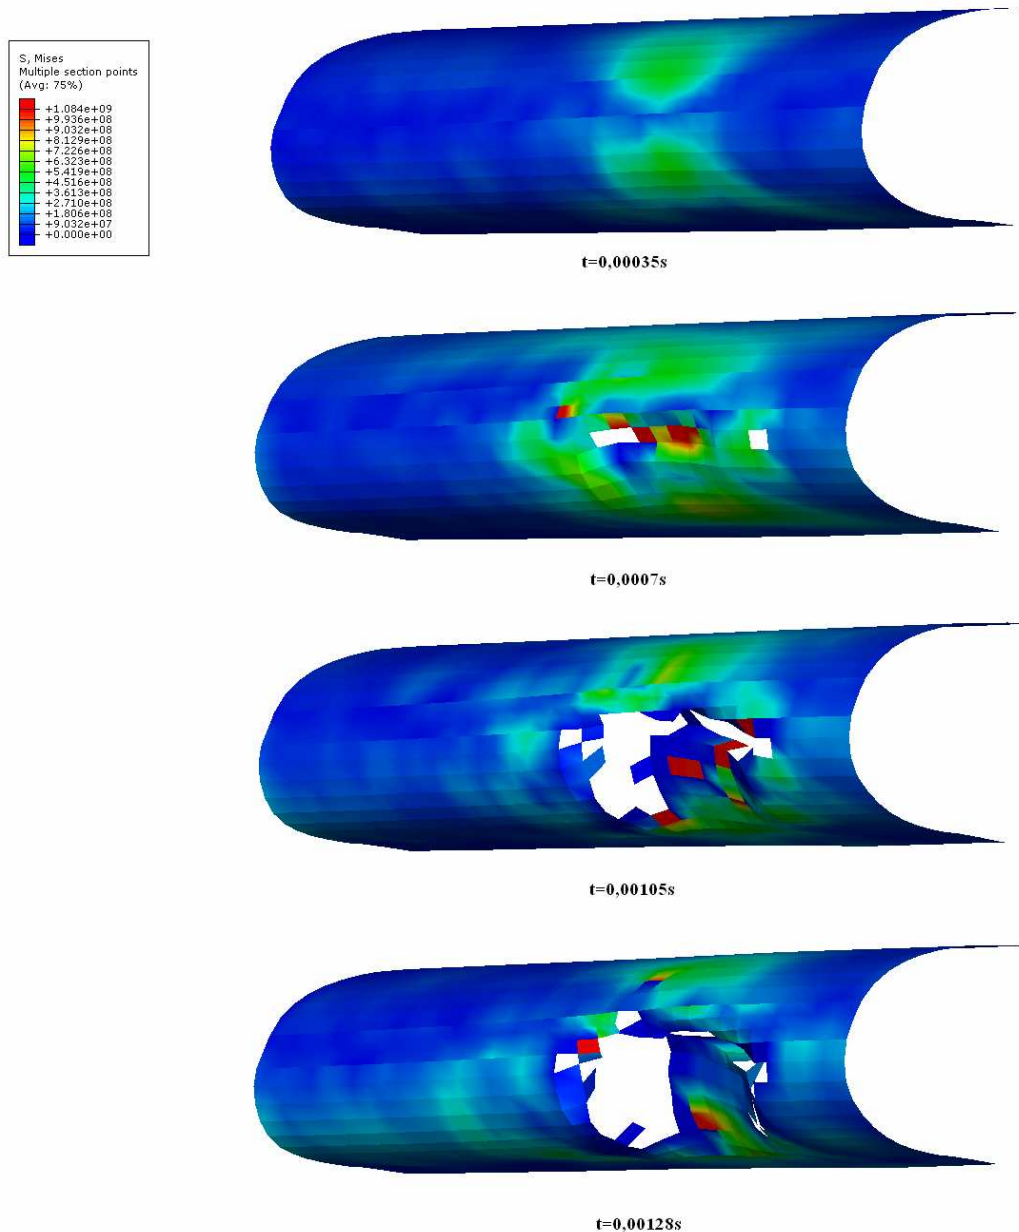 S, Mises
Multiple section points
(Avg: 75%)
+1.084e+09
+9.936e+08
+9.032e+08
+8.129e+08
+7.226e+08
+6.323e+08
+5.419e+08
+4.516e+08
+3.613e+08
+2.710e+08
+1.806e+08
+9.032e+07
+0.000e+00
t=0,00035s
t=0,0007s
t=0,00105s
t=0,00128s